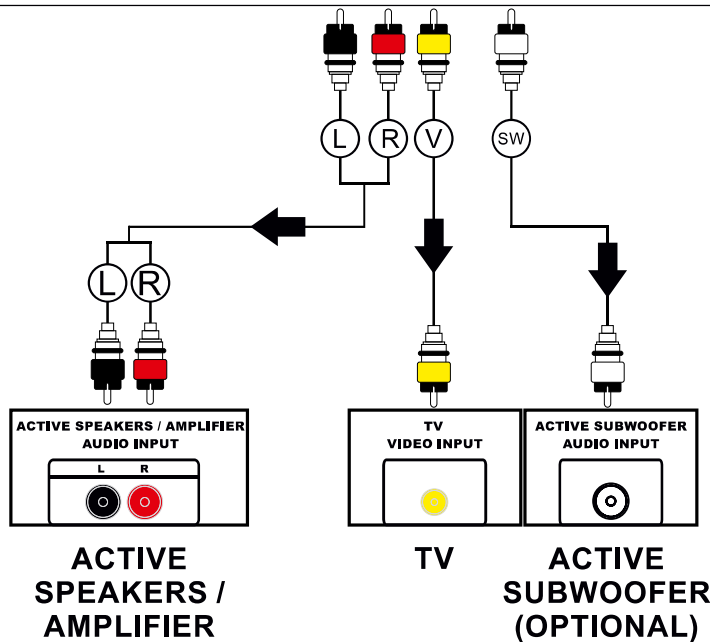 L R V SW
L R
ACTIVE SPEAKERS / AMPLIFIER
AUDIO INPUT
L R
TV
VIDEO INPUT
ACTIVE SUBWOOFER
AUDIO INPUT
ACTIVE
SPEAKERS /
AMPLIFIER
TV
ACTIVE
SUBWOOFER
(OPTIONAL)